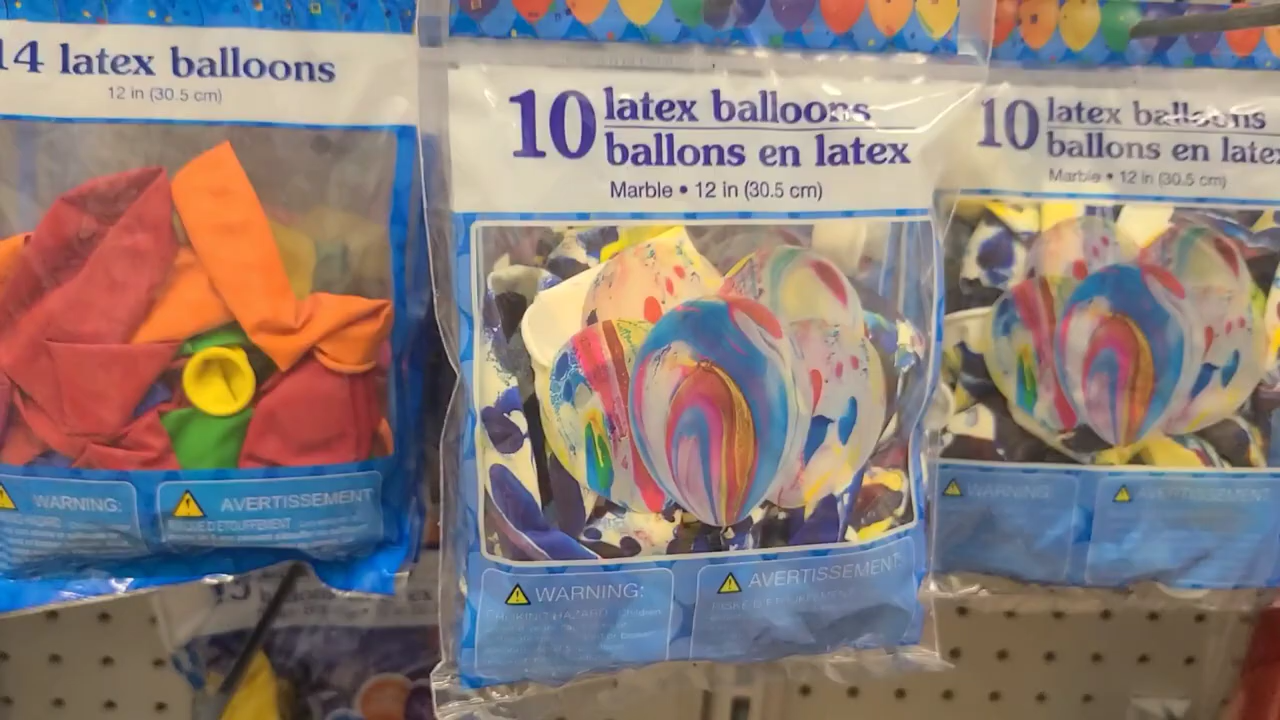 14 latex balloons
12 in (30.5 cm)
WARNING:
AVERTISSEMENT
10 latex balloons
ballons en latex
Marble • 12 in (30.5 cm)
WARNING:
AVERTISSEMENT:
10 latex balloons
ballons en latex
Marble • 12 in (30.5 cm)
WARNING:
AVERTISSEMENT